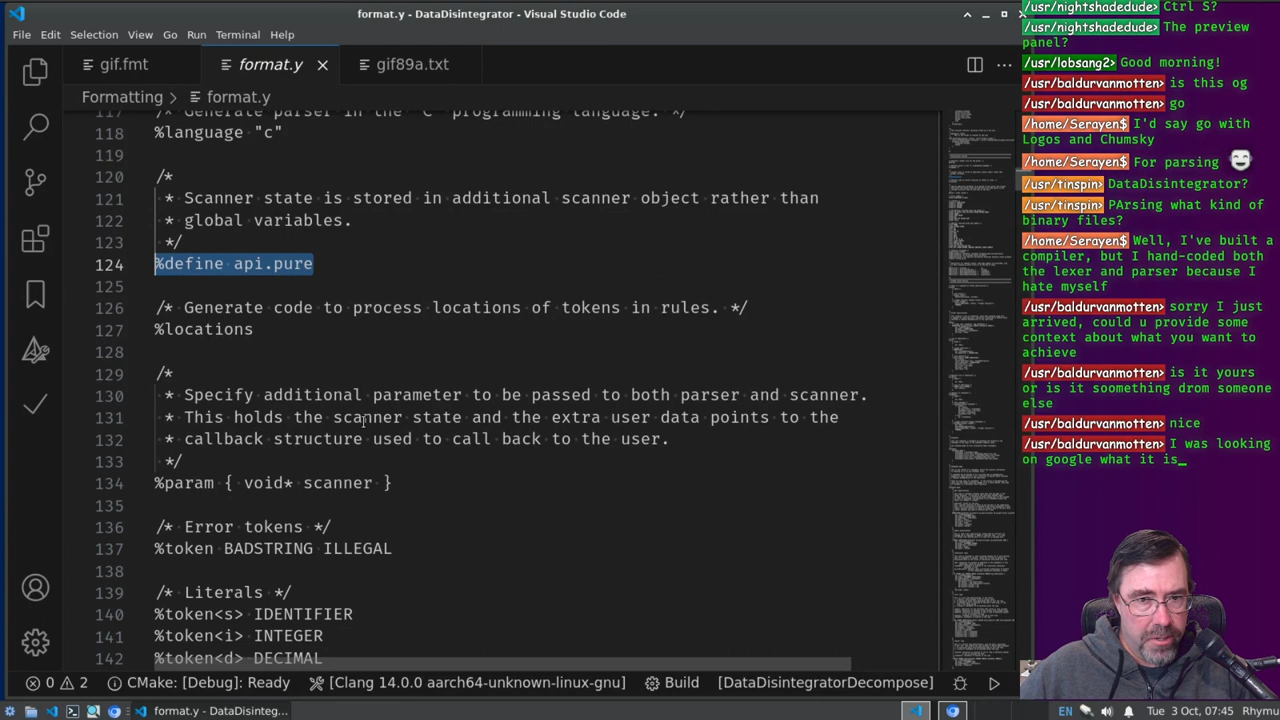 format.y - DataDisintegrator - Visual Studio Code
File Edit Selection View Go Run Terminal Help
gif.fmt format.y gif89a.txt
Formatting > format.y
/* Generate parser in the "C" programming language. */
118 %language "c"
119
120 /*
121 * Scanner state is stored in additional scanner object rather than
122 * global variables.
123 */
124 %define api.pure
125
126 /* Generate code to process locations of tokens in rules. */
127 %locations
128
129 /*
130 * Specify additional parameter to be passed to both parser and scanner.
131 * This holds the scanner state and its extra user data points to the
132 * callback structure used to call back to the user.
133 */
134 %param { yscan_t scanner }
135
136 /* Error token */
137 %token BADTOKENG ILLEGAL
138
139 /* Literals */
140 %token<s> IDENTIFIER
141 %token<i> INTEGER
142 %token<d> REAL
0 0 CMake: [Debug]: Ready [Clang 14.0.0 x86_64-unknown-linux-gnu] Build [DataDisintegratorDecompose]
format.y - DataDisinteg... EN Tue 3 Oct, 07:45 Rhymu
/usr/nightshadedude> Ctrl S?
/usr/nightshadedude> The preview
panel?
/usr/lobsang2> Good morning!
/usr/baldurvanmotten> is this og
/usr/baldurvanmotten> go
/home/Serayen$ I'd say go with
Logos and Chumsky
/home/Serayen$ For parsing
/usr/tinspin> DataDisintegrator?
/usr/tinspin> PArsing what kind of
binary files?
/home/Serayen$ Well, I've built a
compiler, but I hand-coded both
the lexer and parser because I
hate myself
/usr/baldurvanmotten> sorry I just
arrived, could u provide some
context about what you want to
achieve
/usr/baldurvanmotten> is it yours
or is it soomething drom someone
else
/usr/baldurvanmotten> nice
/usr/baldurvanmotten> I was looking
on google what it is_